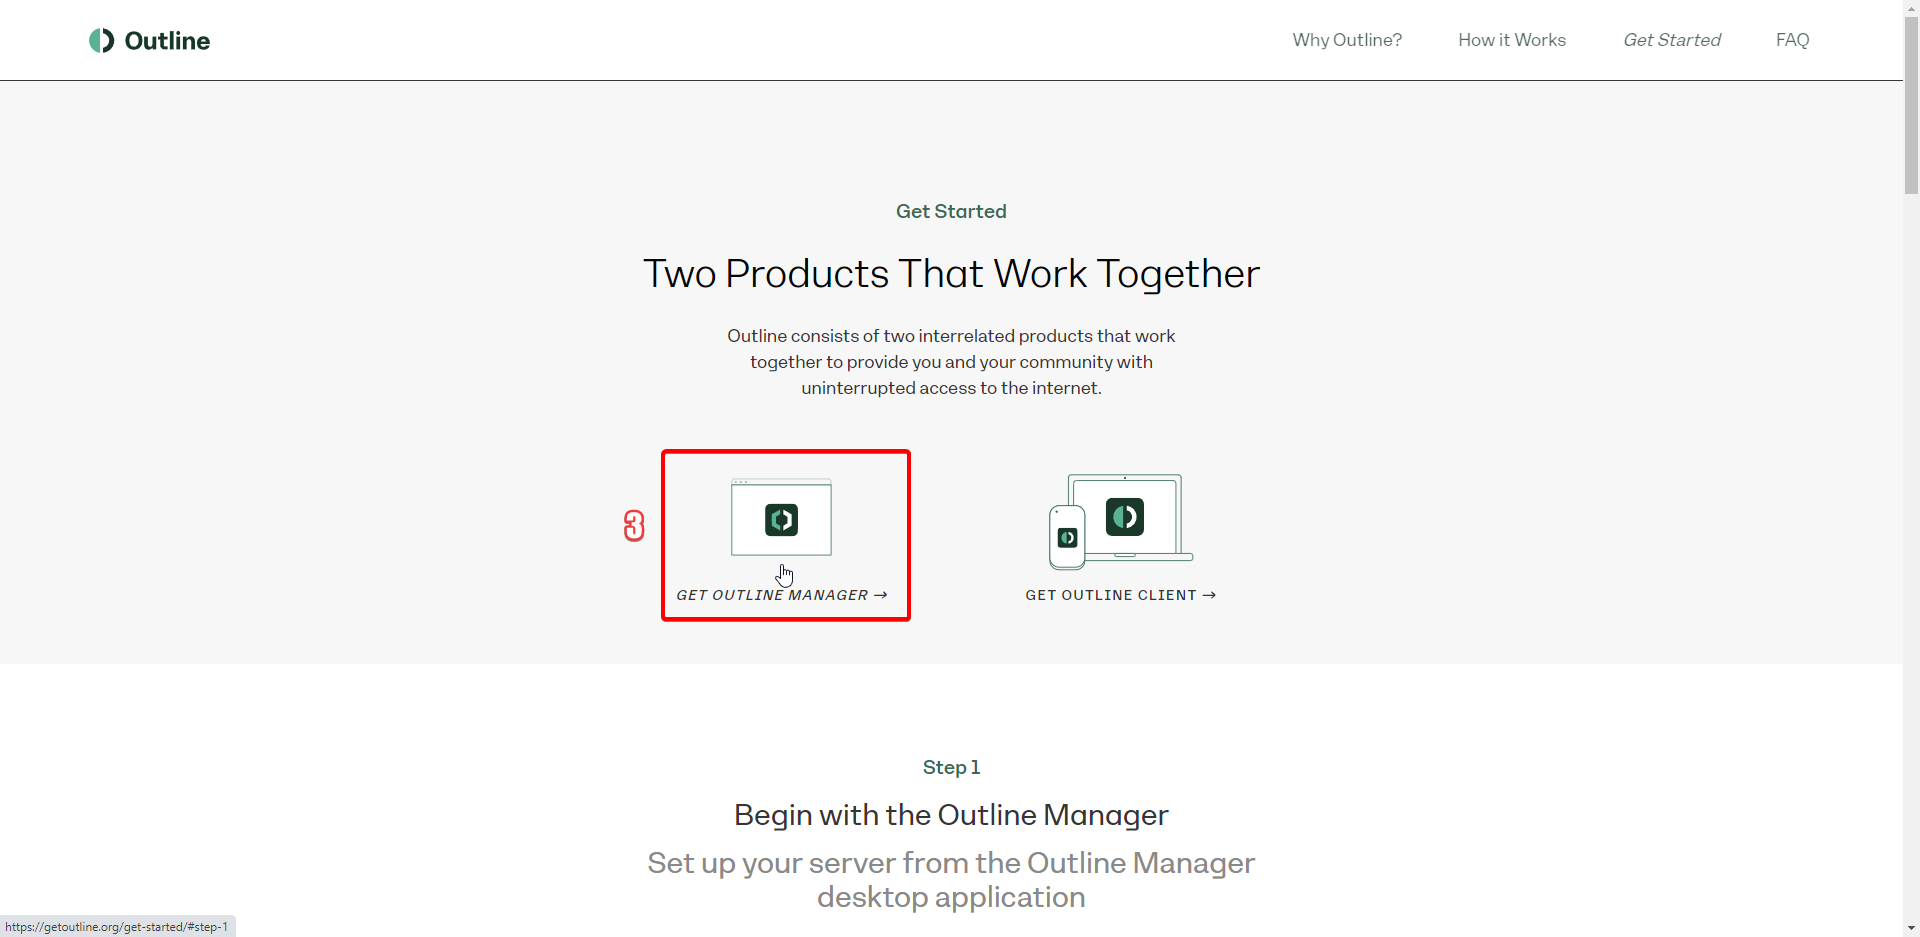 Outline
Why Outline? How it Works Get Started FAQ
Get Started
Two Products That Work Together
Outline consists of two interrelated products that work
together to provide you and your community with
uninterrupted access to the internet.
3
GET OUTLINE MANAGER →
GET OUTLINE CLIENT →
Step 1
Begin with the Outline Manager
Set up your server from the Outline Manager
desktop application
https://getoutline.org/get-started/#step-1